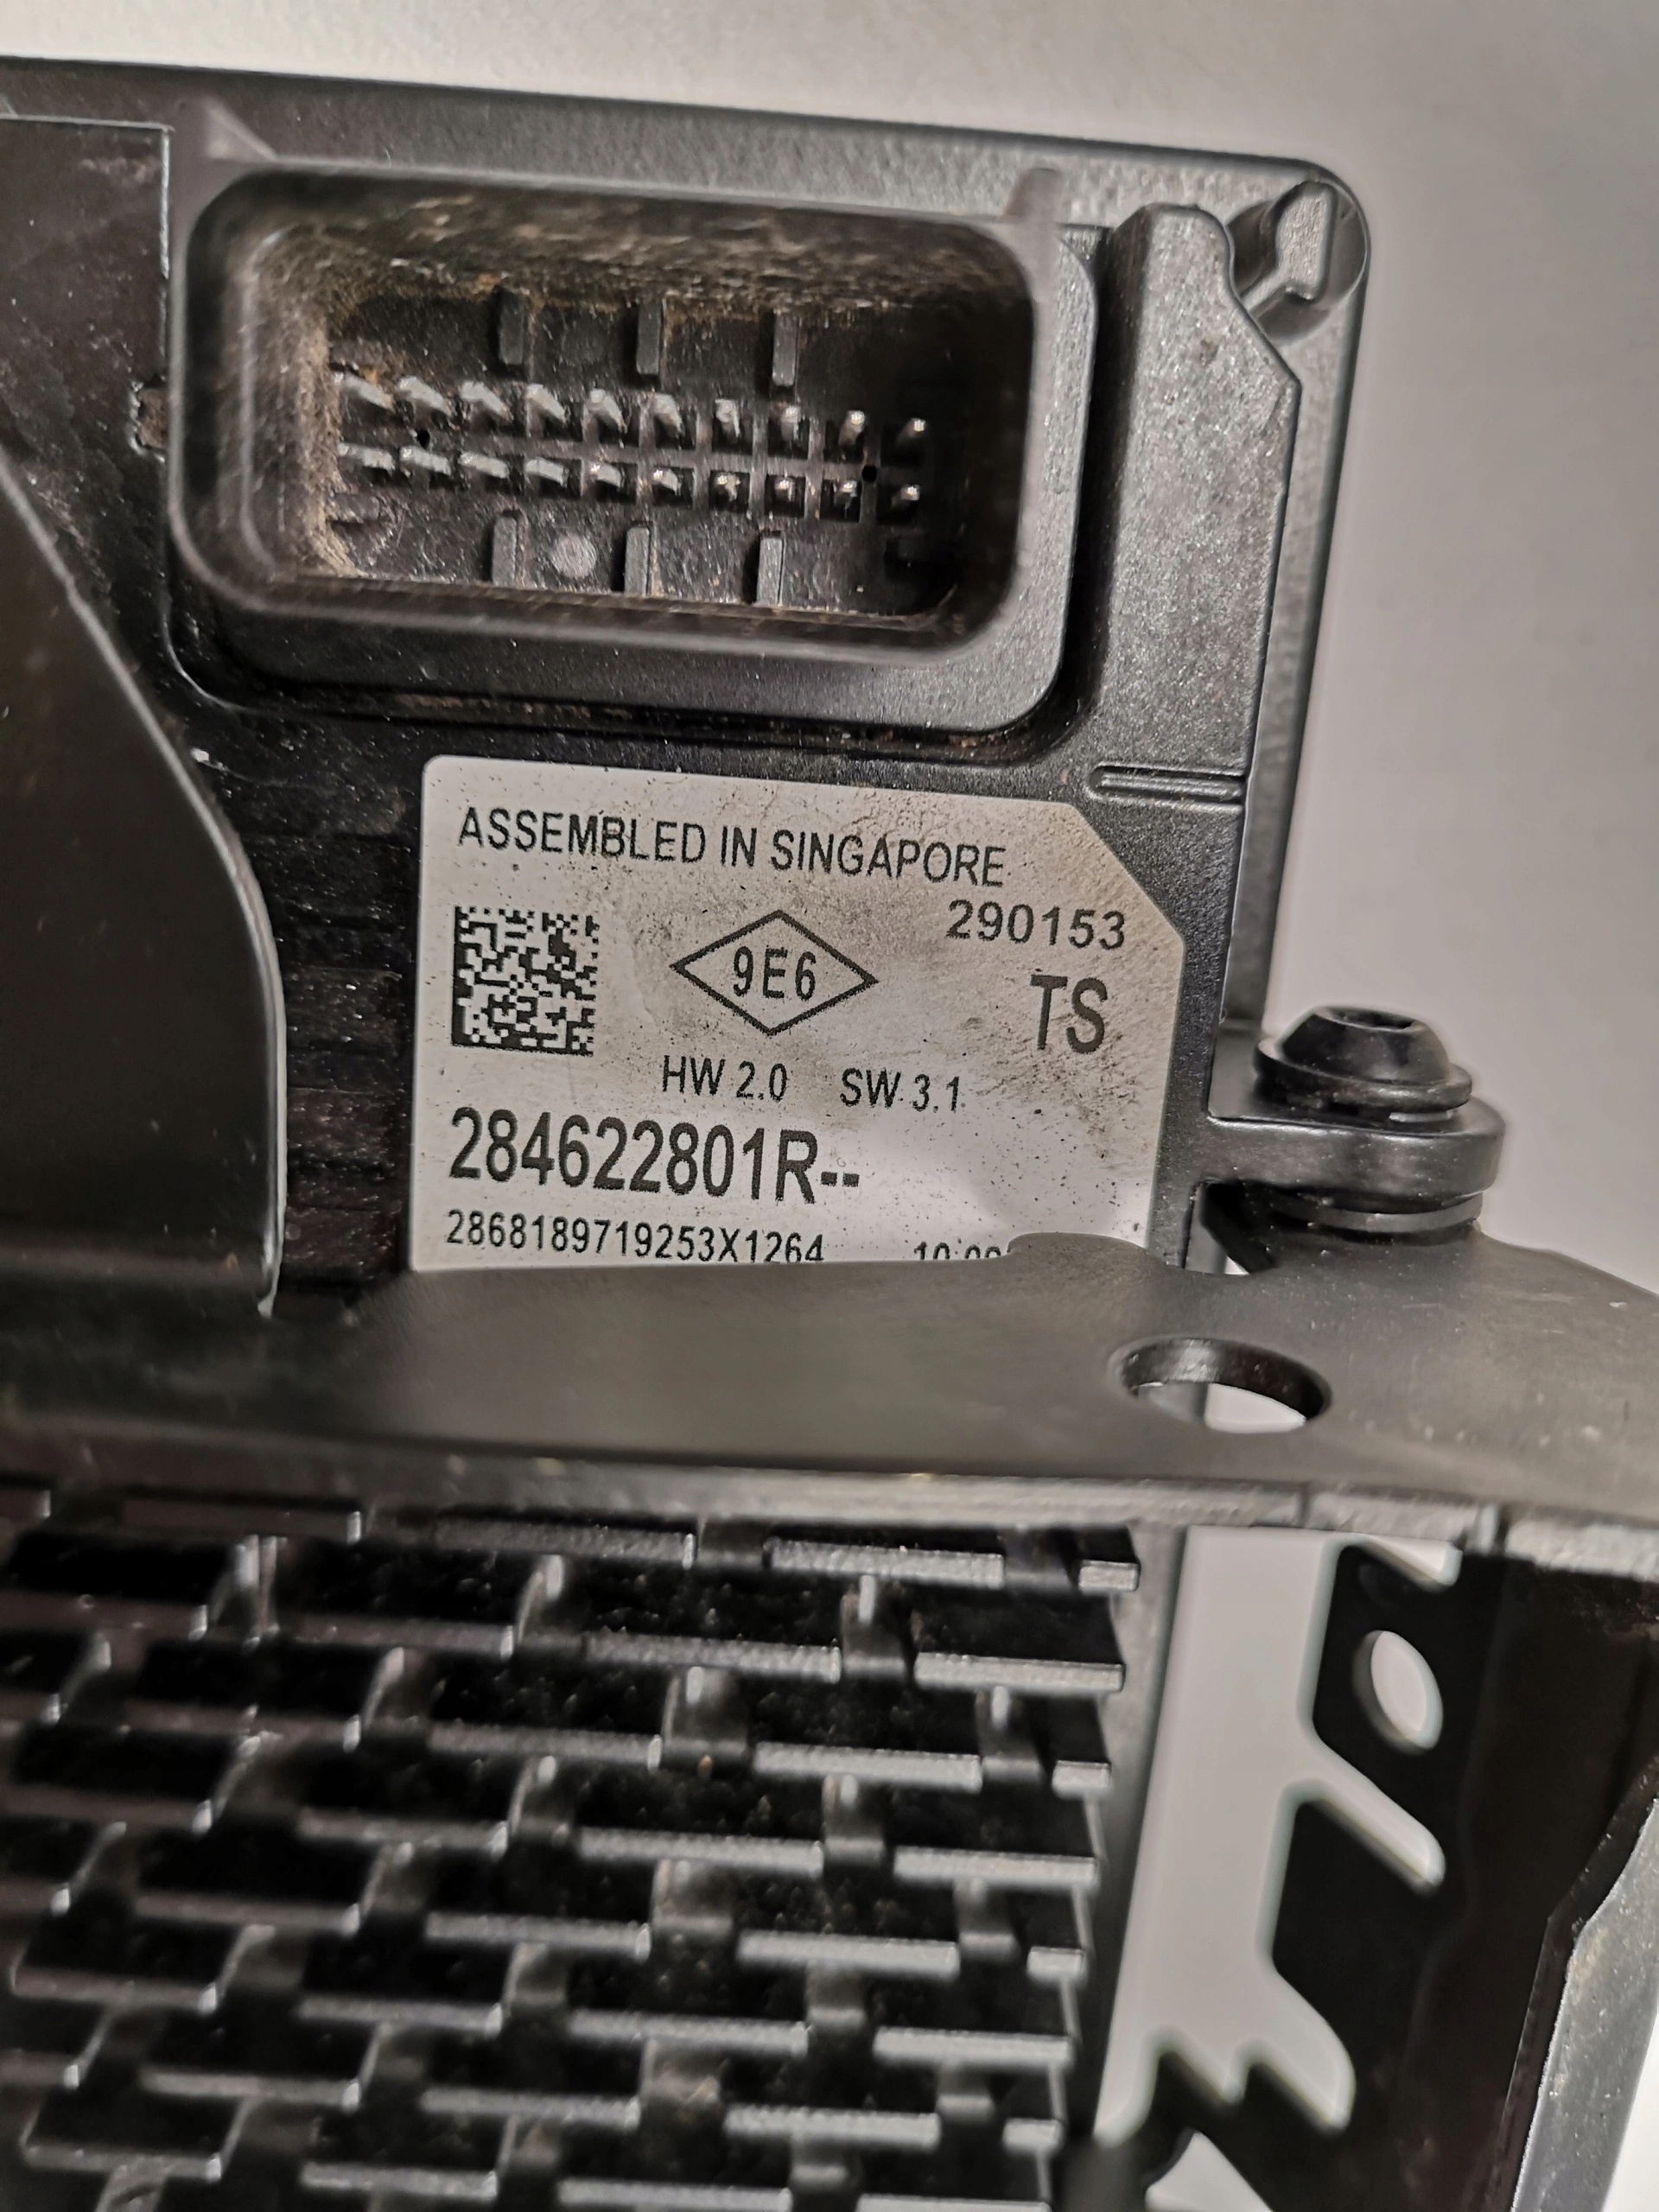 ASSEMBLED IN SINGAPORE
290153
9E6
TS
HW 2.0 SW 3.1
284622801R--
2868189719253X1264